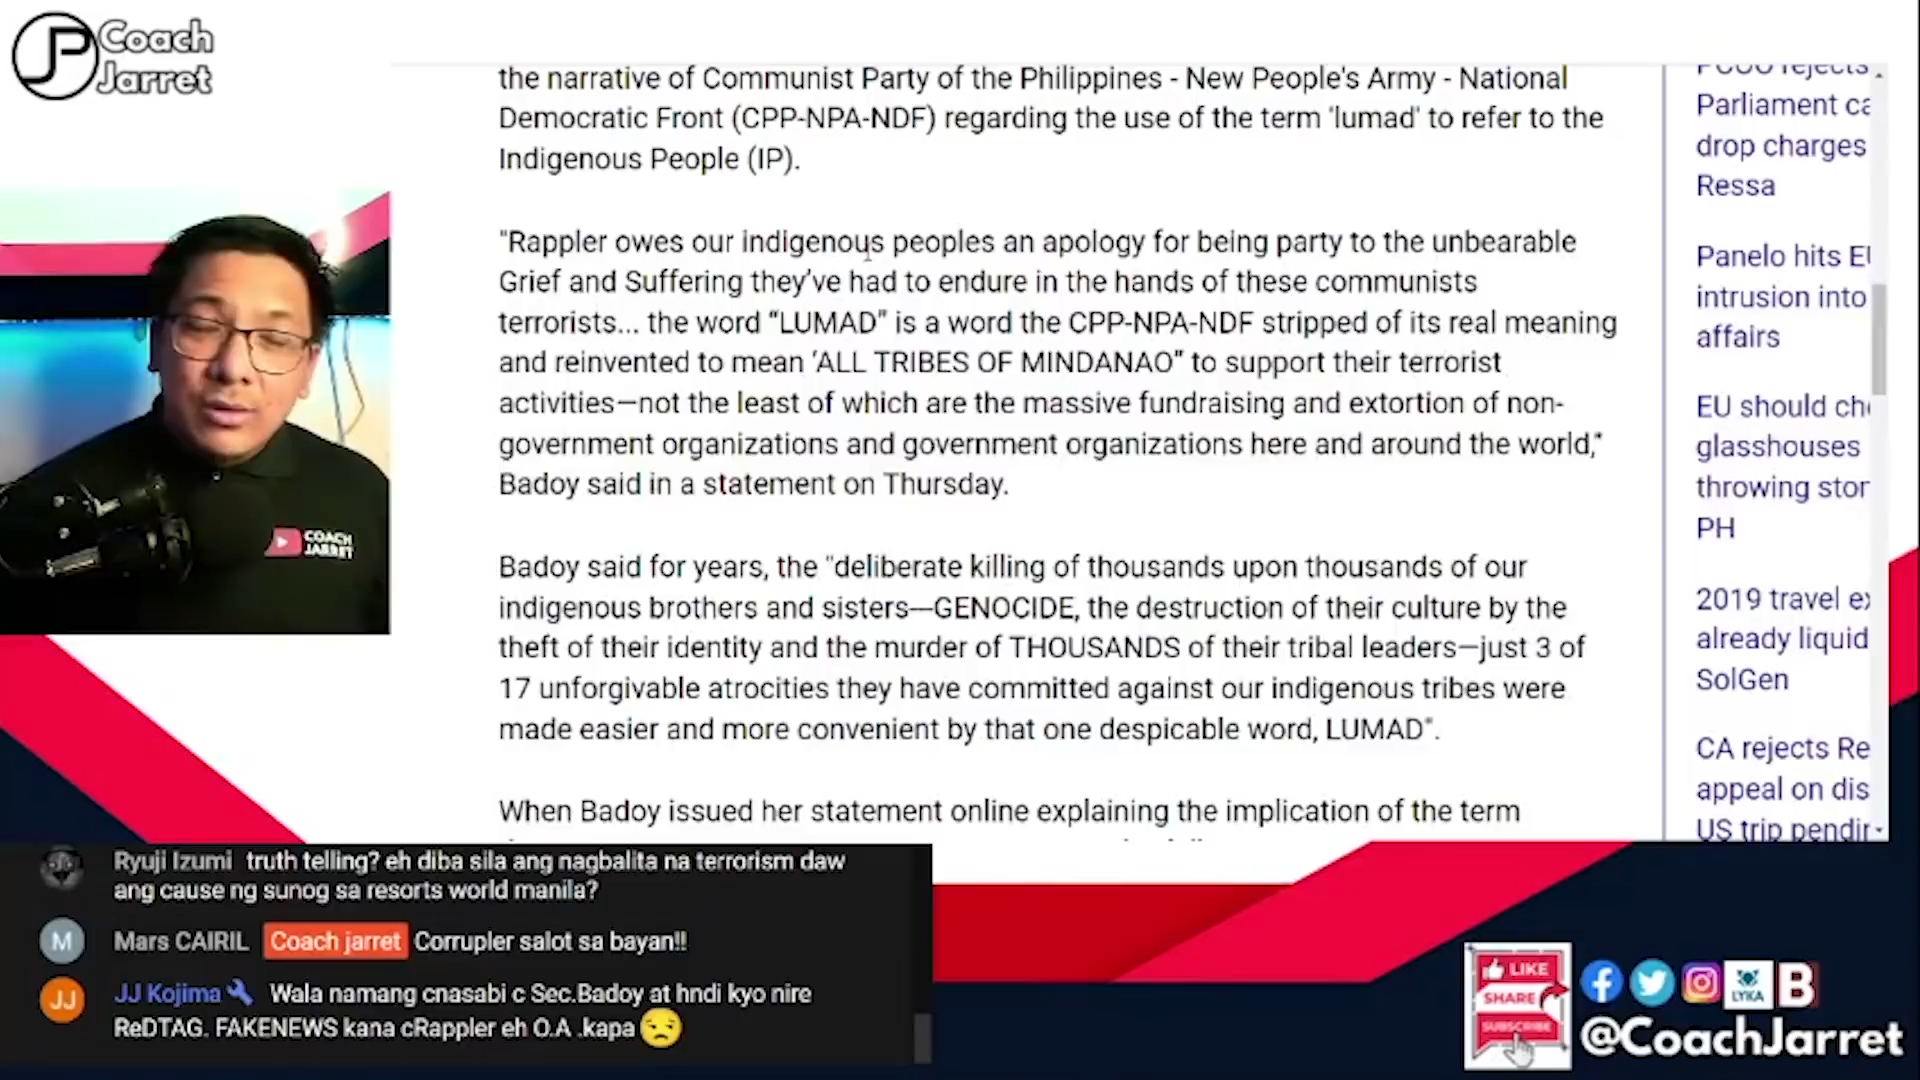 Coach
Jarret
the narrative of Communist Party of the Philippines - New People's Army - National
Democratic Front (CPP-NPA-NDF) regarding the use of the term 'lumad' to refer to the
Indigenous People (IP).
"Rappler owes our indigenous peoples an apology for being party to the unbearable
Grief and Suffering they've had to endure in the hands of these communists
terrorists... the word “LUMAD” is a word the CPP-NPA-NDF stripped of its real meaning
and reinvented to mean ‘ALL TRIBES OF MINDANAO” to support their terrorist
activities—not the least of which are the massive fundraising and extortion of non-
government organizations and government organizations here and around the world,"
Badoy said in a statement on Thursday.
Badoy said for years, the "deliberate killing of thousands upon thousands of our
indigenous brothers and sisters—GENOCIDE, the destruction of their culture by the
theft of their identity and the murder of THOUSANDS of their tribal leaders—just 3 of
17 unforgivable atrocities they have committed against our indigenous tribes were
made easier and more convenient by that one despicable word, LUMAD".
When Badoy issued her statement online explaining the implication of the term
PCOO rejects
Parliament ca
drop charges
Ressa
Panelo hits EU
intrusion into
affairs
EU should che
glasshouses
throwing ston
PH
2019 travel ex
already liquid
SolGen
CA rejects Re
appeal on dis
US trip pendin
COACH
JARRET
Ryuji Izumi truth telling? eh diba sila ang nagbalita na terrorism daw
ang cause ng sunog sa resorts world manila?
M Mars CAIRIL Coach jarret Corrupler salot sa bayan!!
JJ JJ Kojima Wala namang cnasabi c Sec.Badoy at hndi kyo nire
ReDTAG. FAKENEWS kana cRappler eh O.A .kapa
LIKE
SHARE
SUBSCRIBE
LYKA
B
@CoachJarret